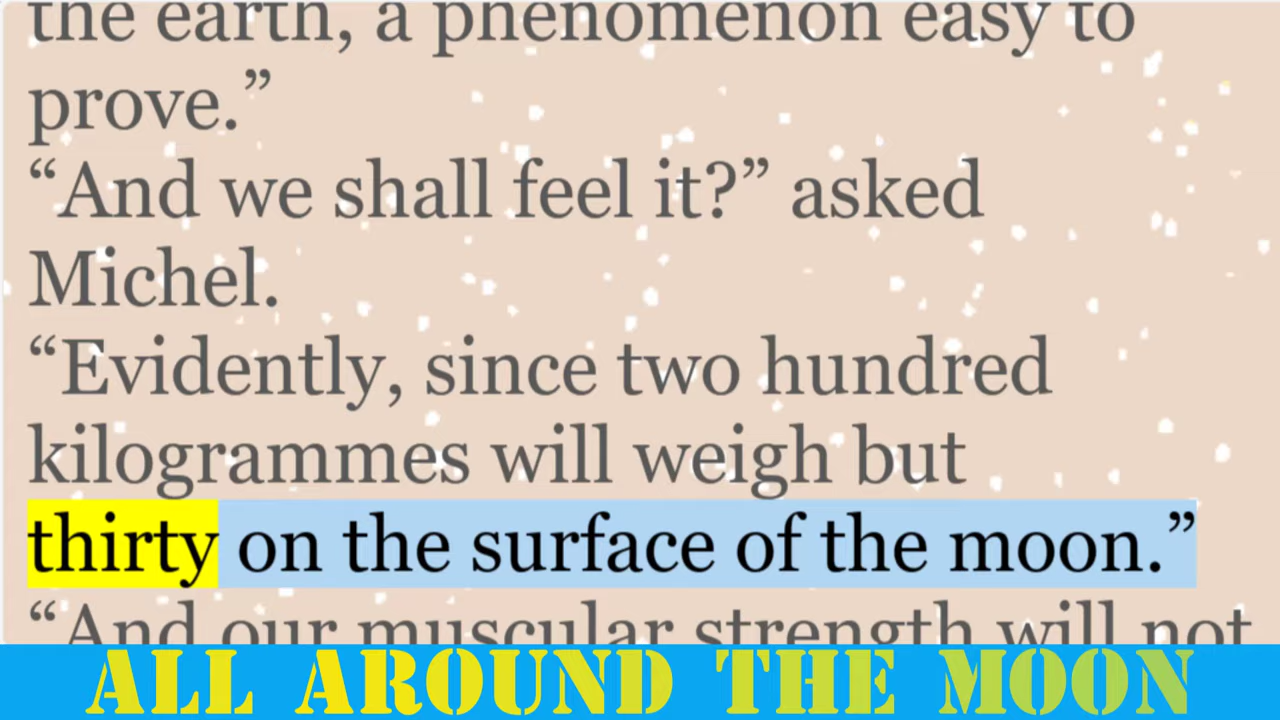 the earth, a phenomenon easy to
prove.”
“And we shall feel it?” asked
Michel.
“Evidently, since two hundred
kilogrammes will weigh but
thirty on the surface of the moon.”
“And our muscular strength will not
ALL AROUND THE MOON